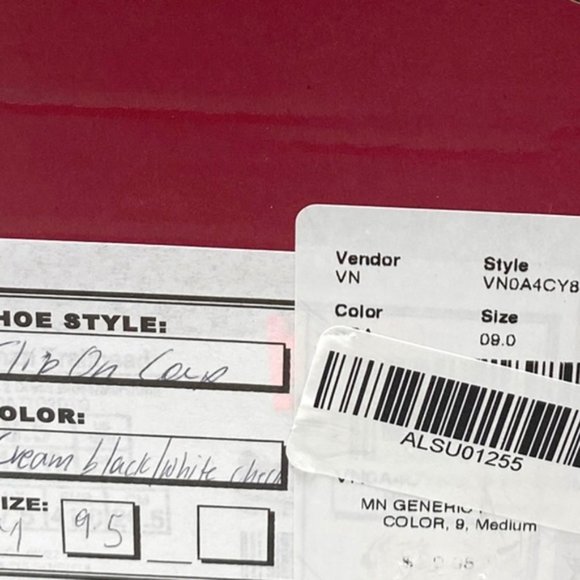 Vendor
VN
Style
VN0A4CY8
Color
Size
09.0
HOE STYLE:
Slip On
OLOR:
Cream black/white check
IZE:
9.5
ALSU01255
MN GENERIC
COLOR, 9, Medium